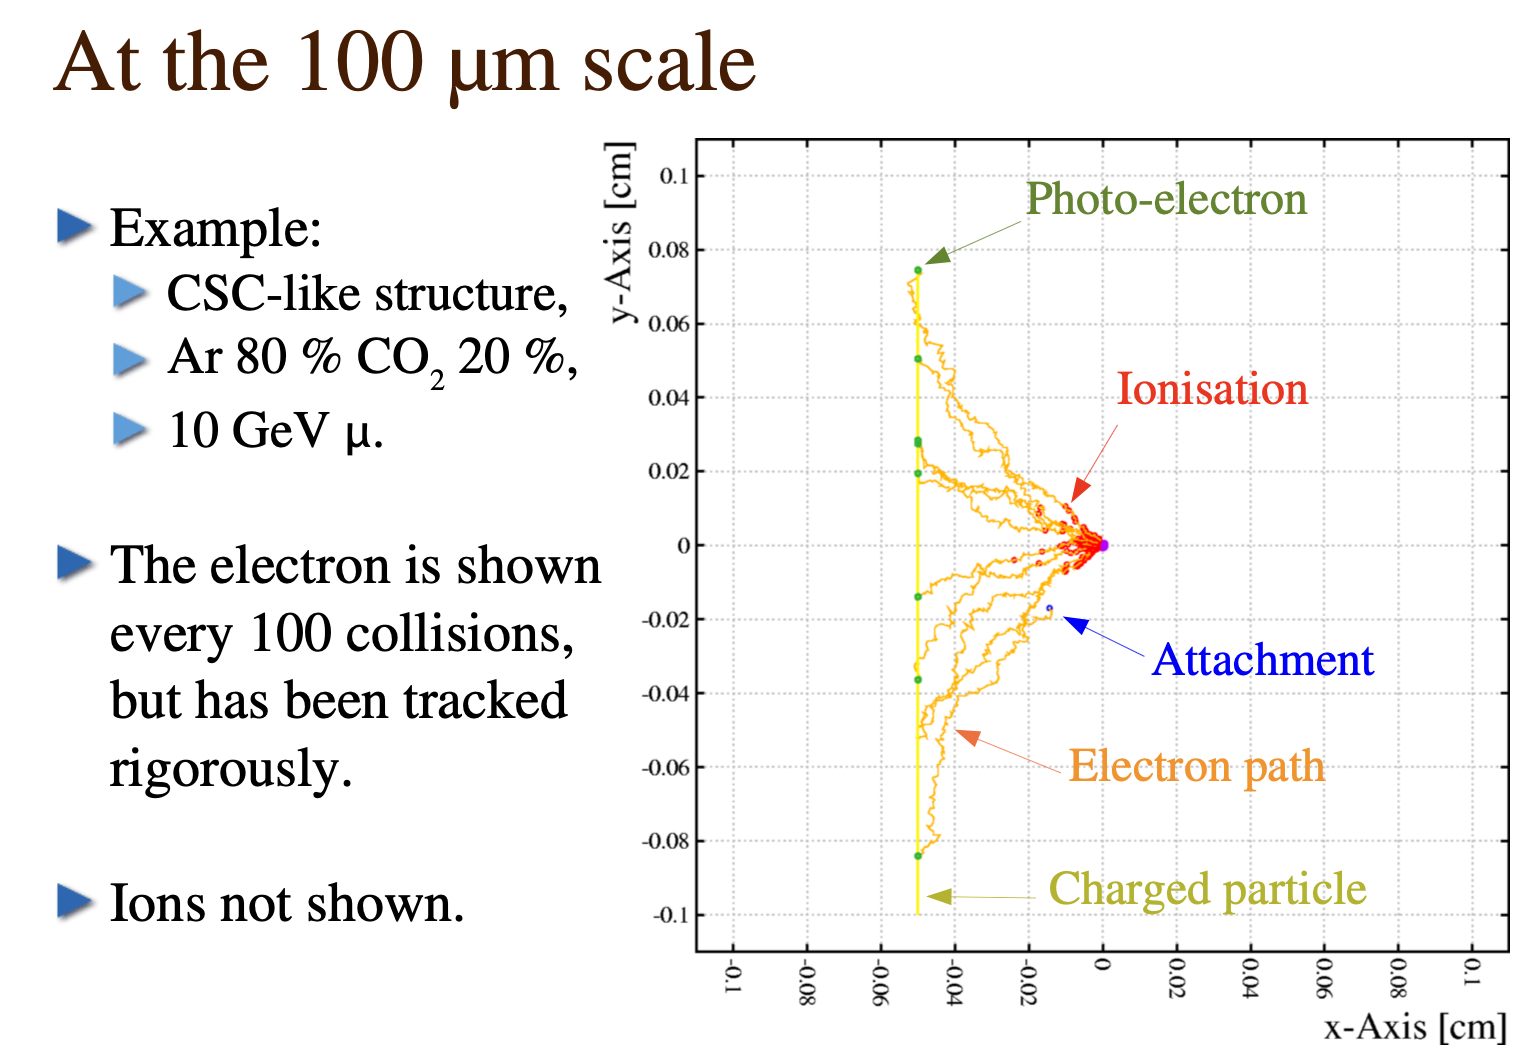 At the 100 µm scale
Example:
CSC-like structure,
Ar 80 % CO₂ 20 %,
10 GeV µ.
The electron is shown
every 100 collisions,
but has been tracked
rigorously.
Ions not shown.
y-Axis [cm]
0.1
0.08
0.06
0.04
0.02
0
-0.02
-0.04
-0.06
-0.08
-0.1
Photo-electron
Ionisation
Attachment
Electron path
Charged particle
-0.1
-0.08
-0.06
-0.04
-0.02
0
0.02
0.04
0.06
0.08
0.1
x-Axis [cm]